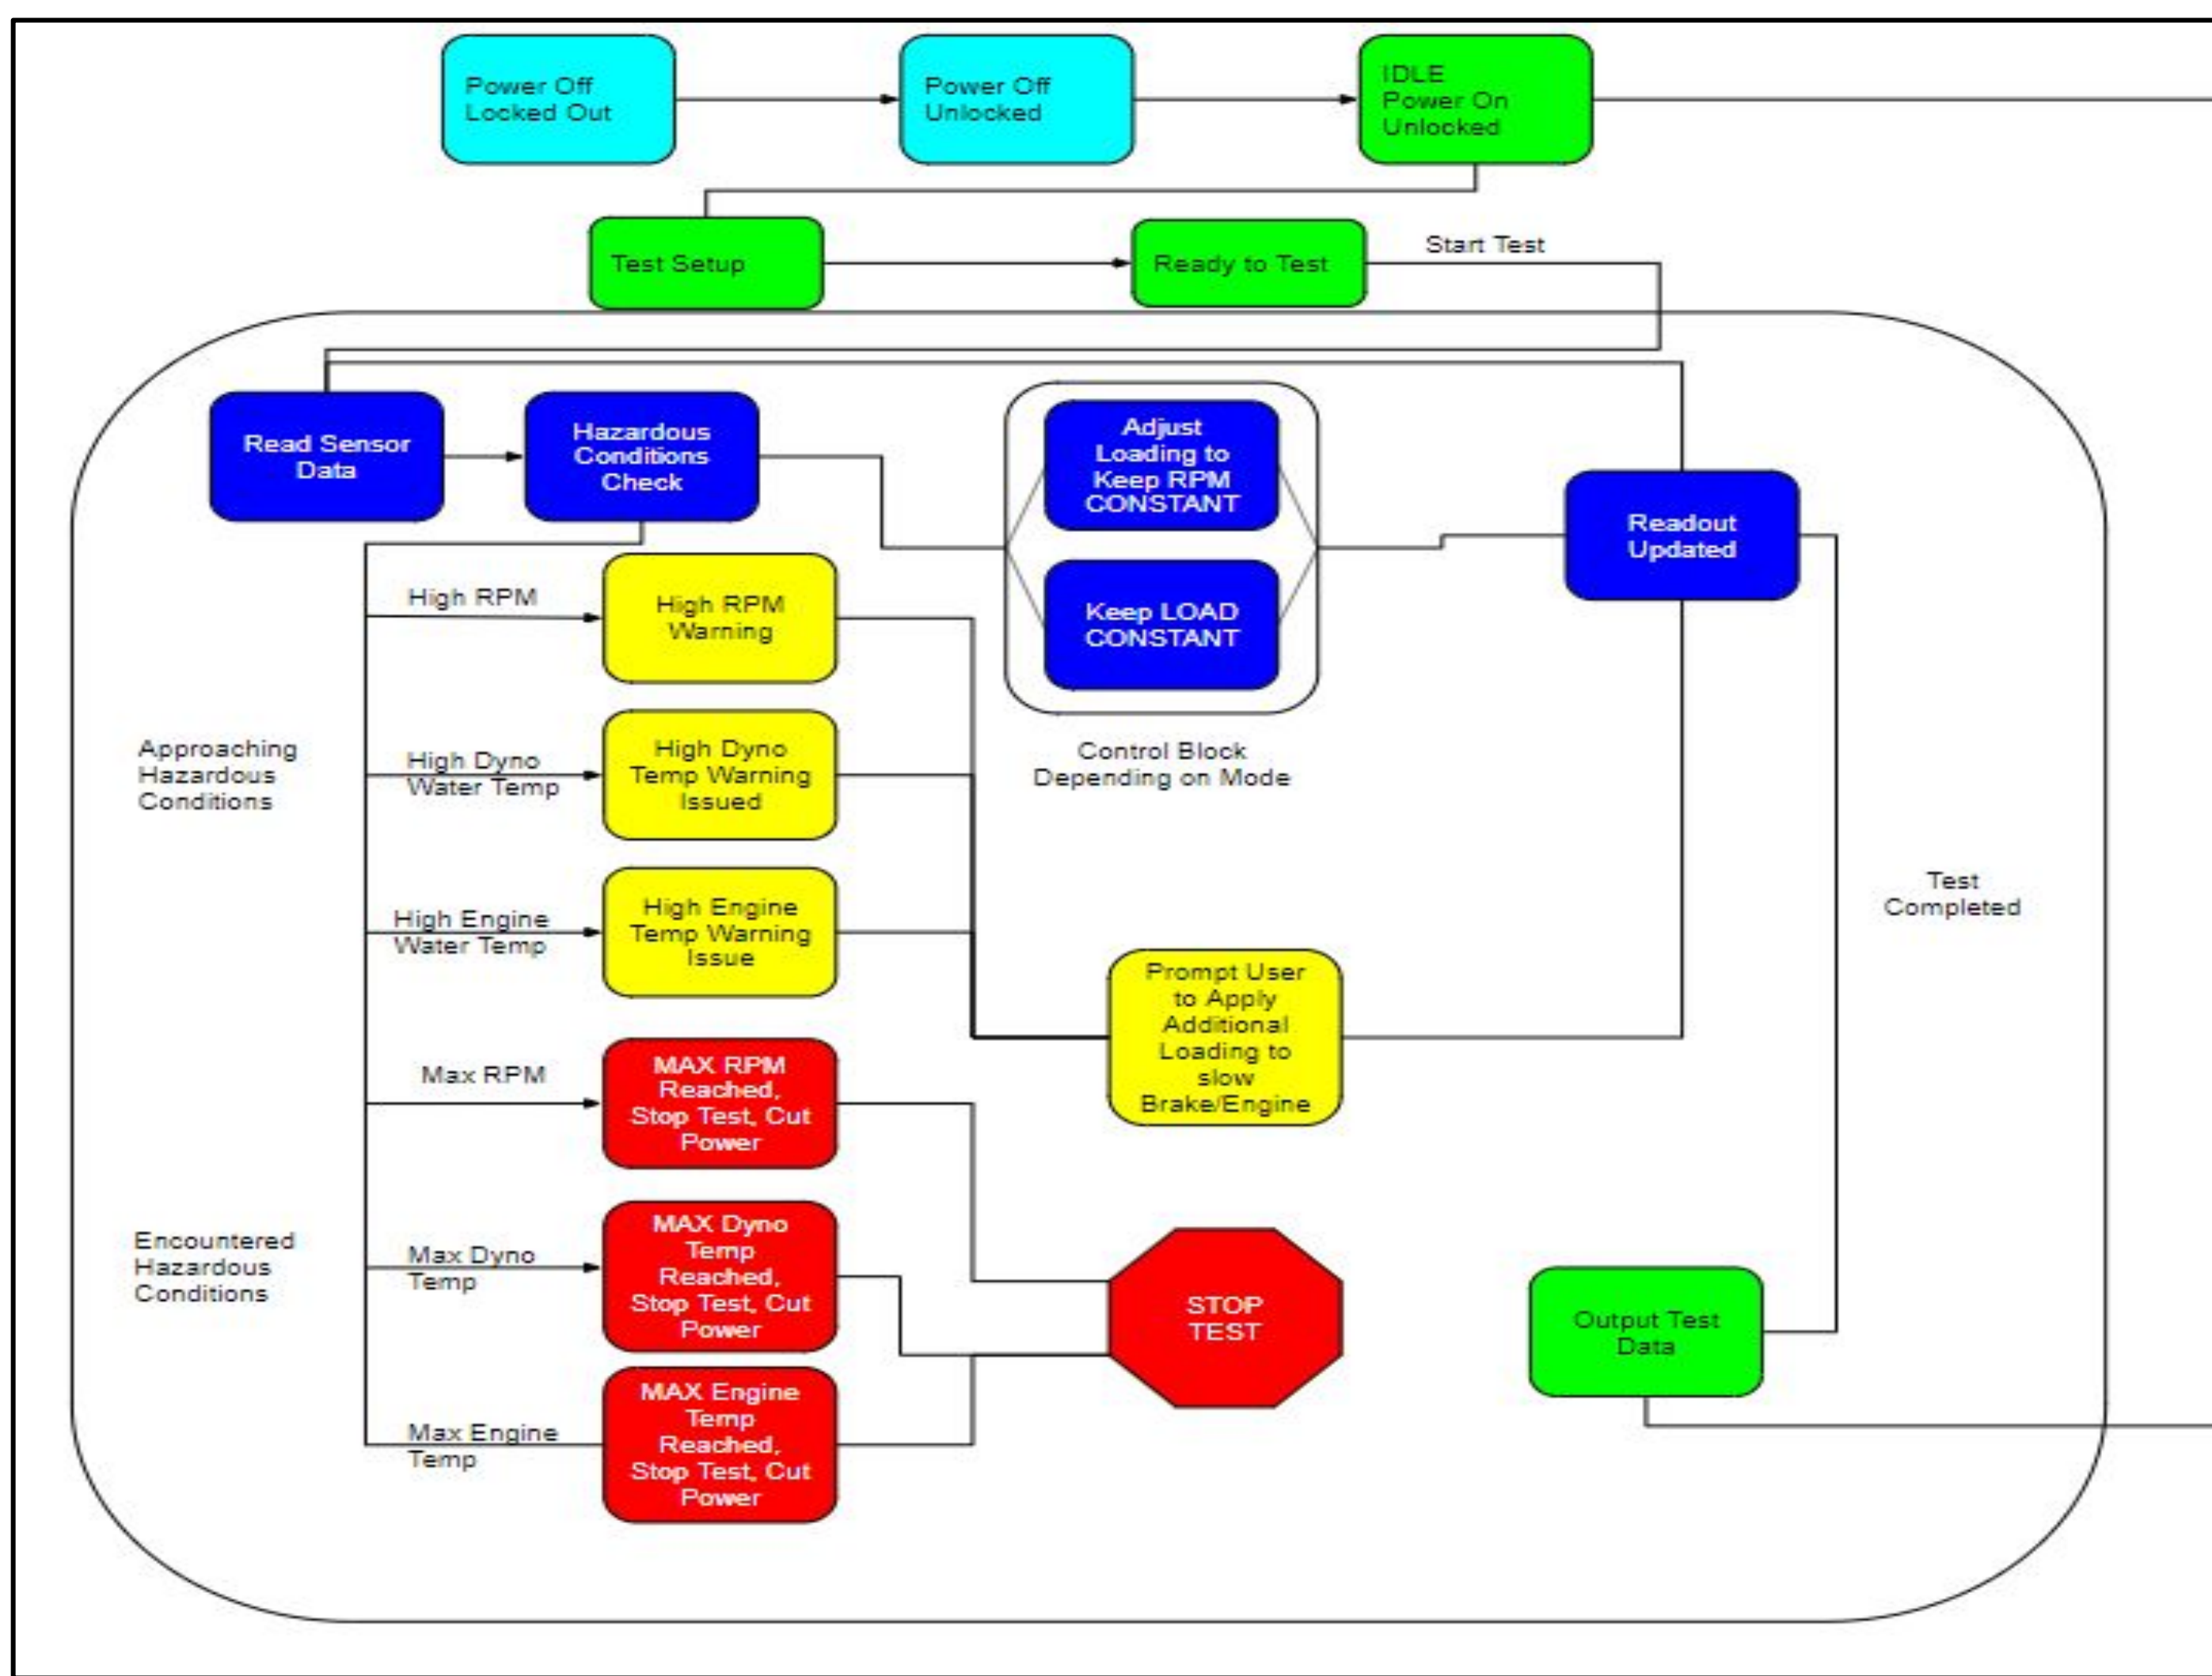 Power Off
Locked Out
Power Off
Unlocked
IDLE
Power On
Unlocked
Test Setup
Ready to Test
Start Test
Read Sensor
Data
Hazardous
Conditions
Check
Adjust
Loading to
Keep RPM
CONSTANT
Keep LOAD
CONSTANT
Control Block
Depending on Mode
Readout
Updated
Approaching
Hazardous
Conditions
High RPM
High RPM
Warning
High Dyno
Water Temp
High Dyno
Temp Warning
Issued
High Engine
Water Temp
High Engine
Temp Warning
Issue
Prompt User
to Apply
Additional
Loading to
slow
Brake/Engine
Test
Completed
Encountered
Hazardous
Conditions
Max RPM
MAX RPM
Reached,
Stop Test, Cut
Power
Max Dyno
Temp
MAX Dyno
Temp
Reached,
Stop Test, Cut
Power
Max Engine
Temp
MAX Engine
Temp
Reached,
Stop Test, Cut
Power
STOP
TEST
Output Test
Data